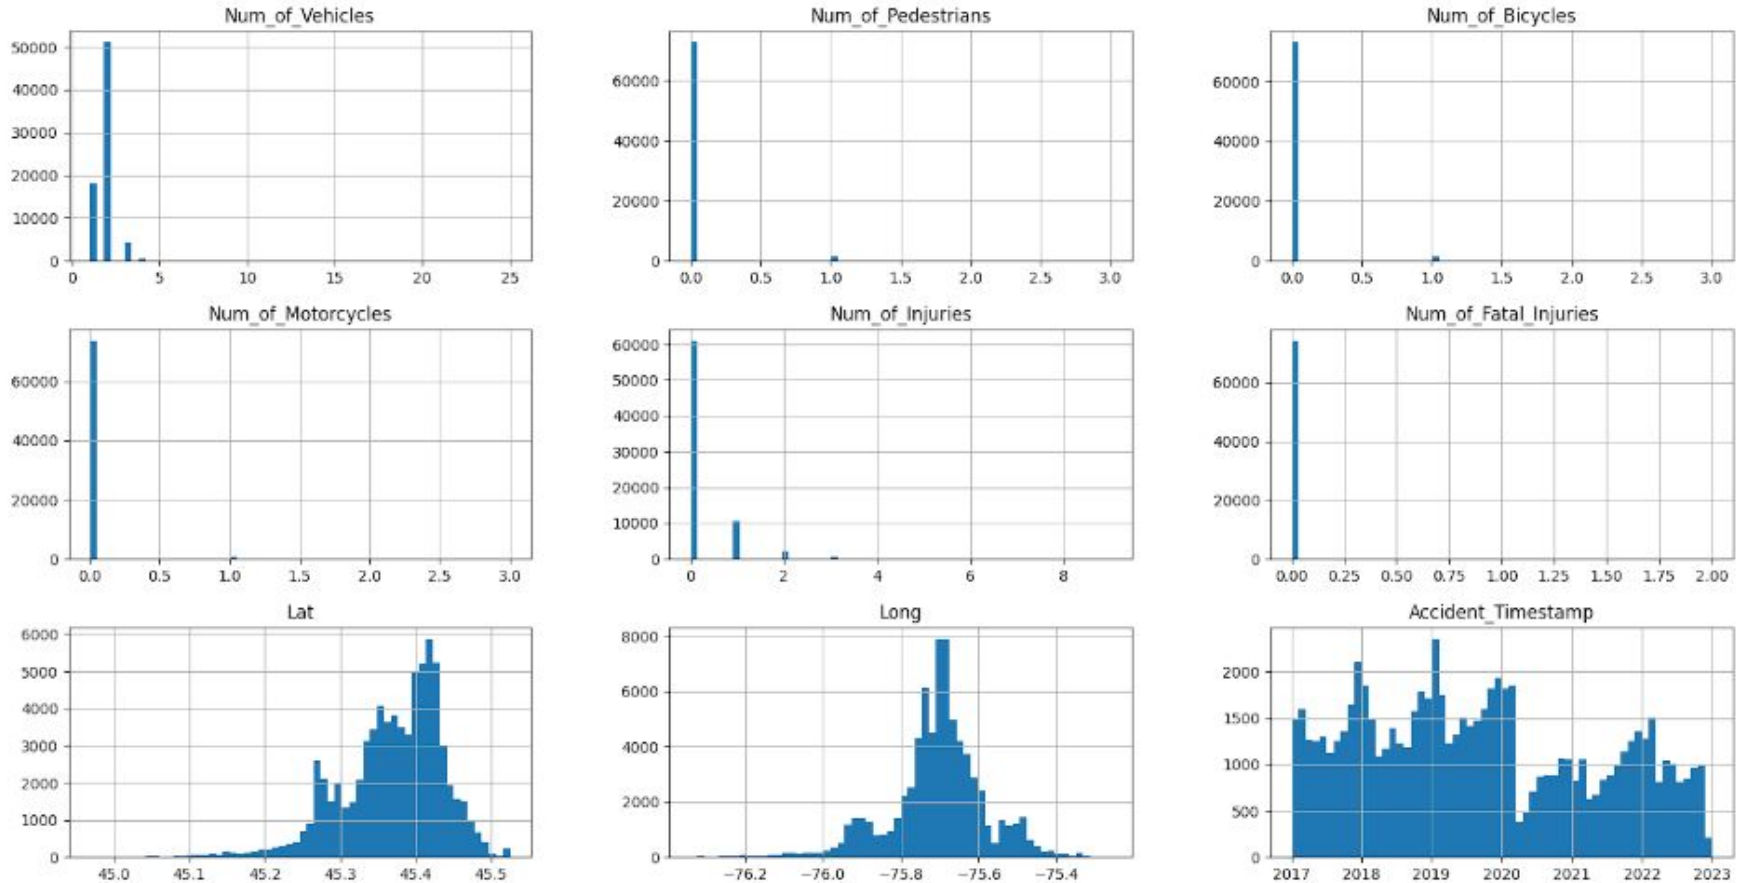 Num_of_Vehicles
50000
40000
30000
20000
10000
0
0 5 10 15 20 25
Num_of_Pedestrians
60000
40000
20000
0
0.0 0.5 1.0 1.5 2.0 2.5 3.0
Num_of_Bicycles
60000
40000
20000
0
0.0 0.5 1.0 1.5 2.0 2.5 3.0
Num_of_Motorcycles
60000
40000
20000
0
0.0 0.5 1.0 1.5 2.0 2.5 3.0
Num_of_Injuries
60000
50000
40000
30000
20000
10000
0
0 2 4 6 8
Num_of_Fatal_Injuries
60000
40000
20000
0
0.00 0.25 0.50 0.75 1.00 1.25 1.50 1.75 2.00
Lat
6000
5000
4000
3000
2000
1000
0
45.0 45.1 45.2 45.3 45.4 45.5
Long
8000
6000
4000
2000
0
−76.2 −76.0 −75.8 −75.6 −75.4
Accident_Timestamp
2000
1500
1000
500
0
2017 2018 2019 2020 2021 2022 2023